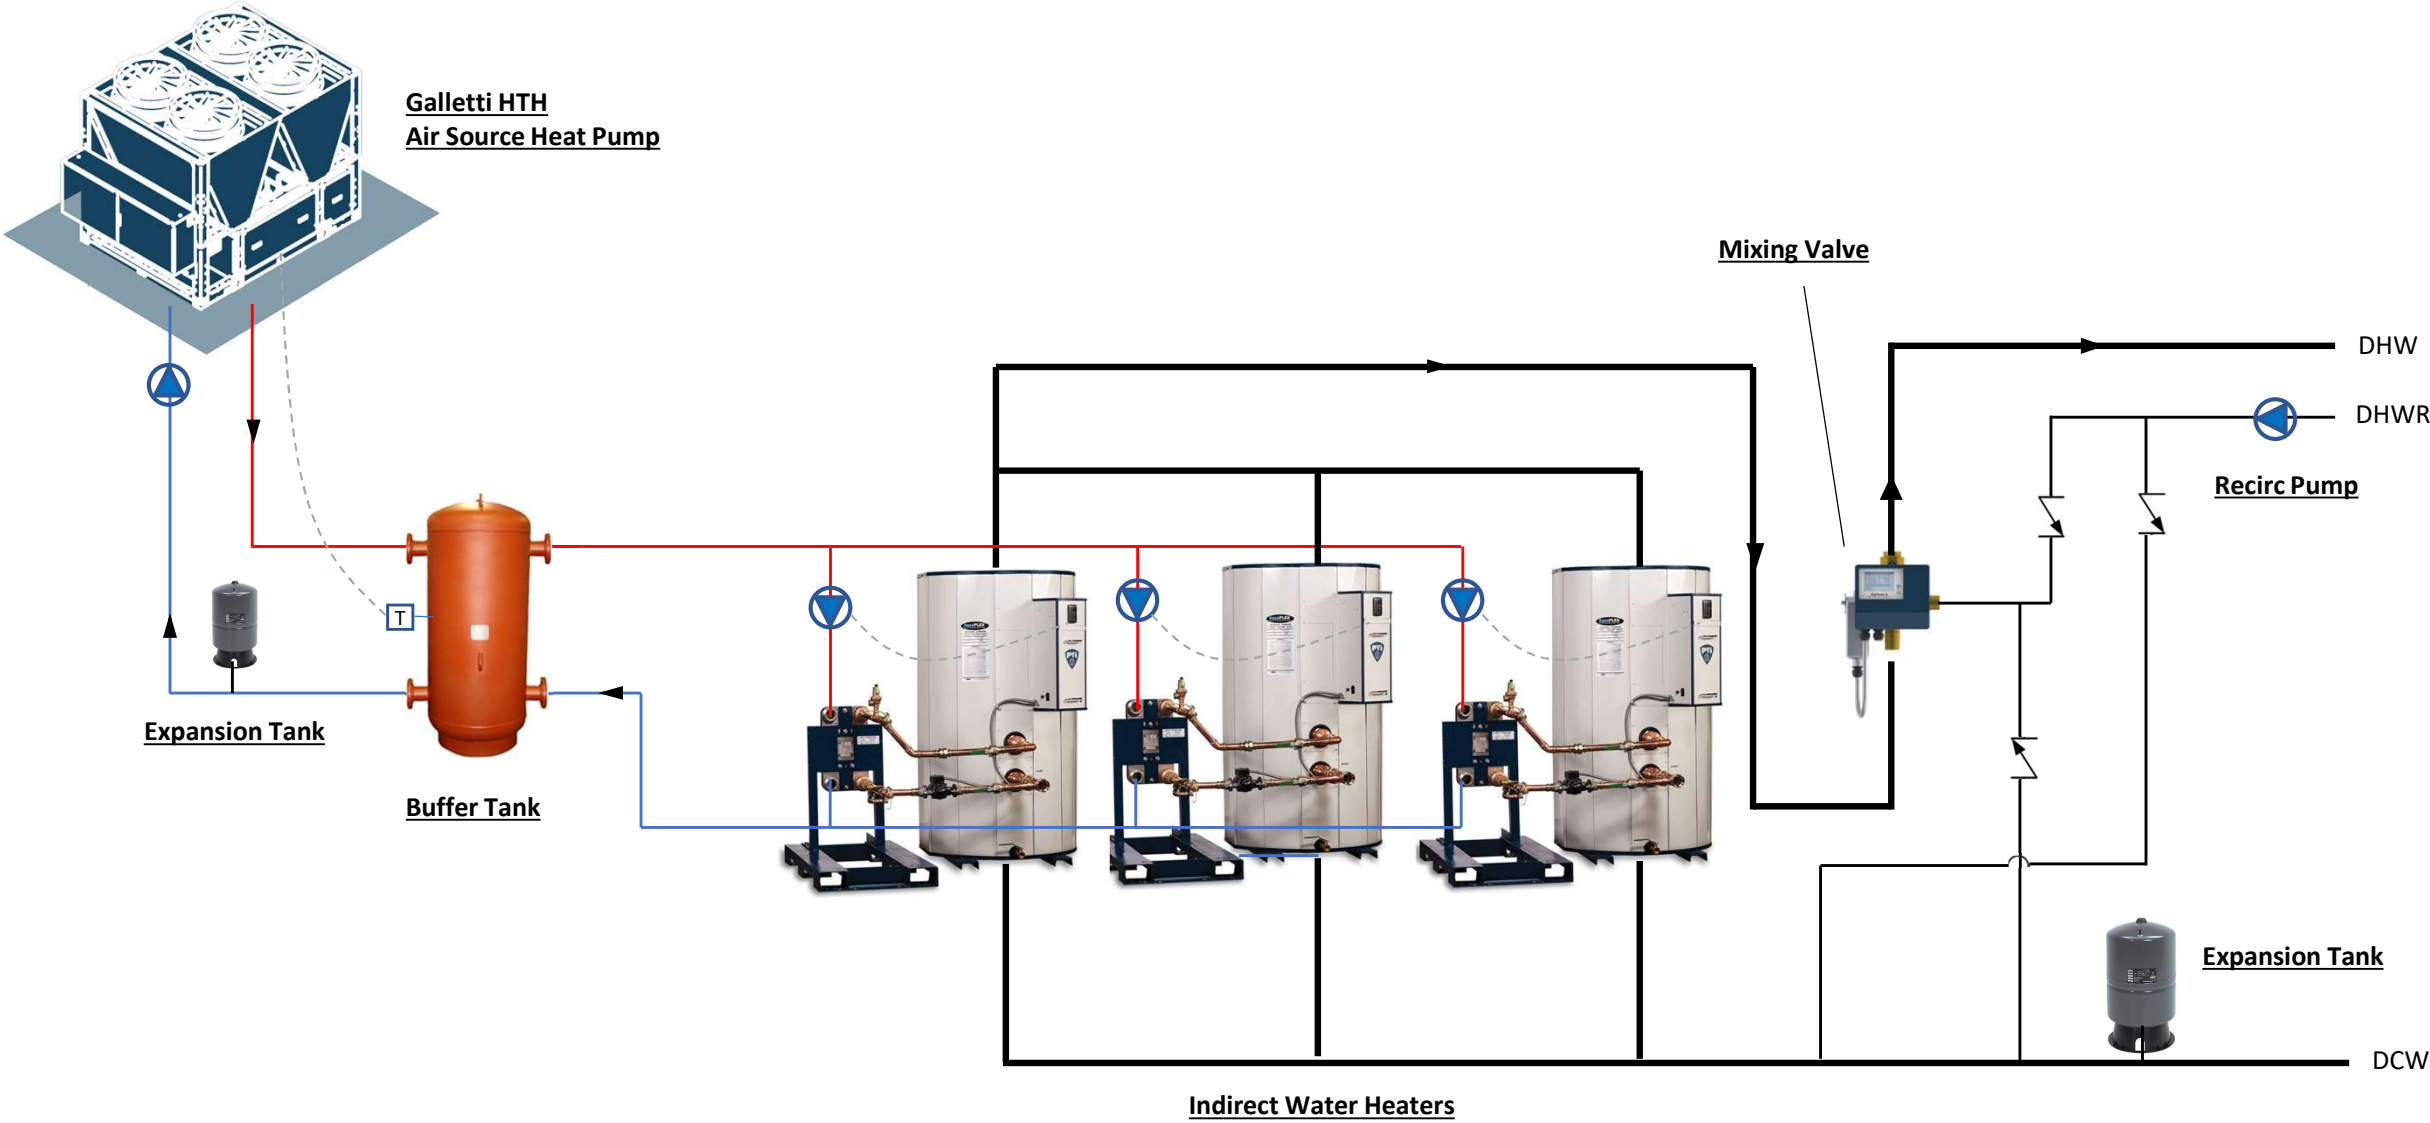 Galletti HTH
Air Source Heat Pump
Mixing Valve
DHW
DHWR
Recirc Pump
T
Expansion Tank
Buffer Tank
Expansion Tank
DCW
Indirect Water Heaters